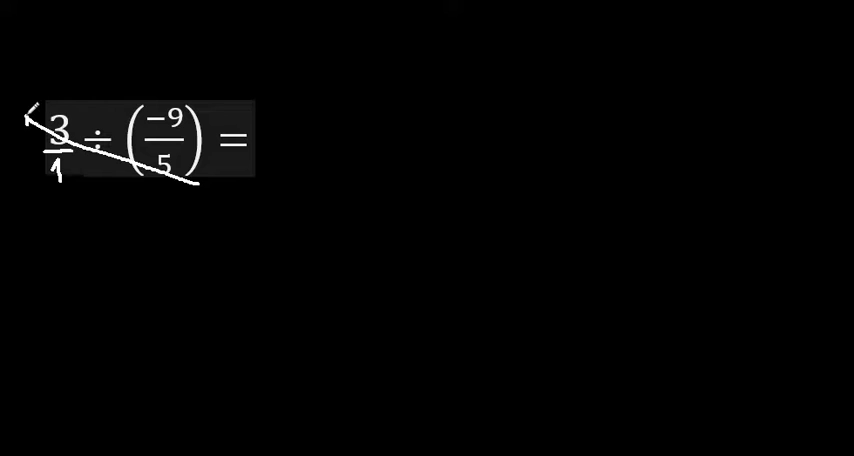 3/1 ÷ (−9/5) =